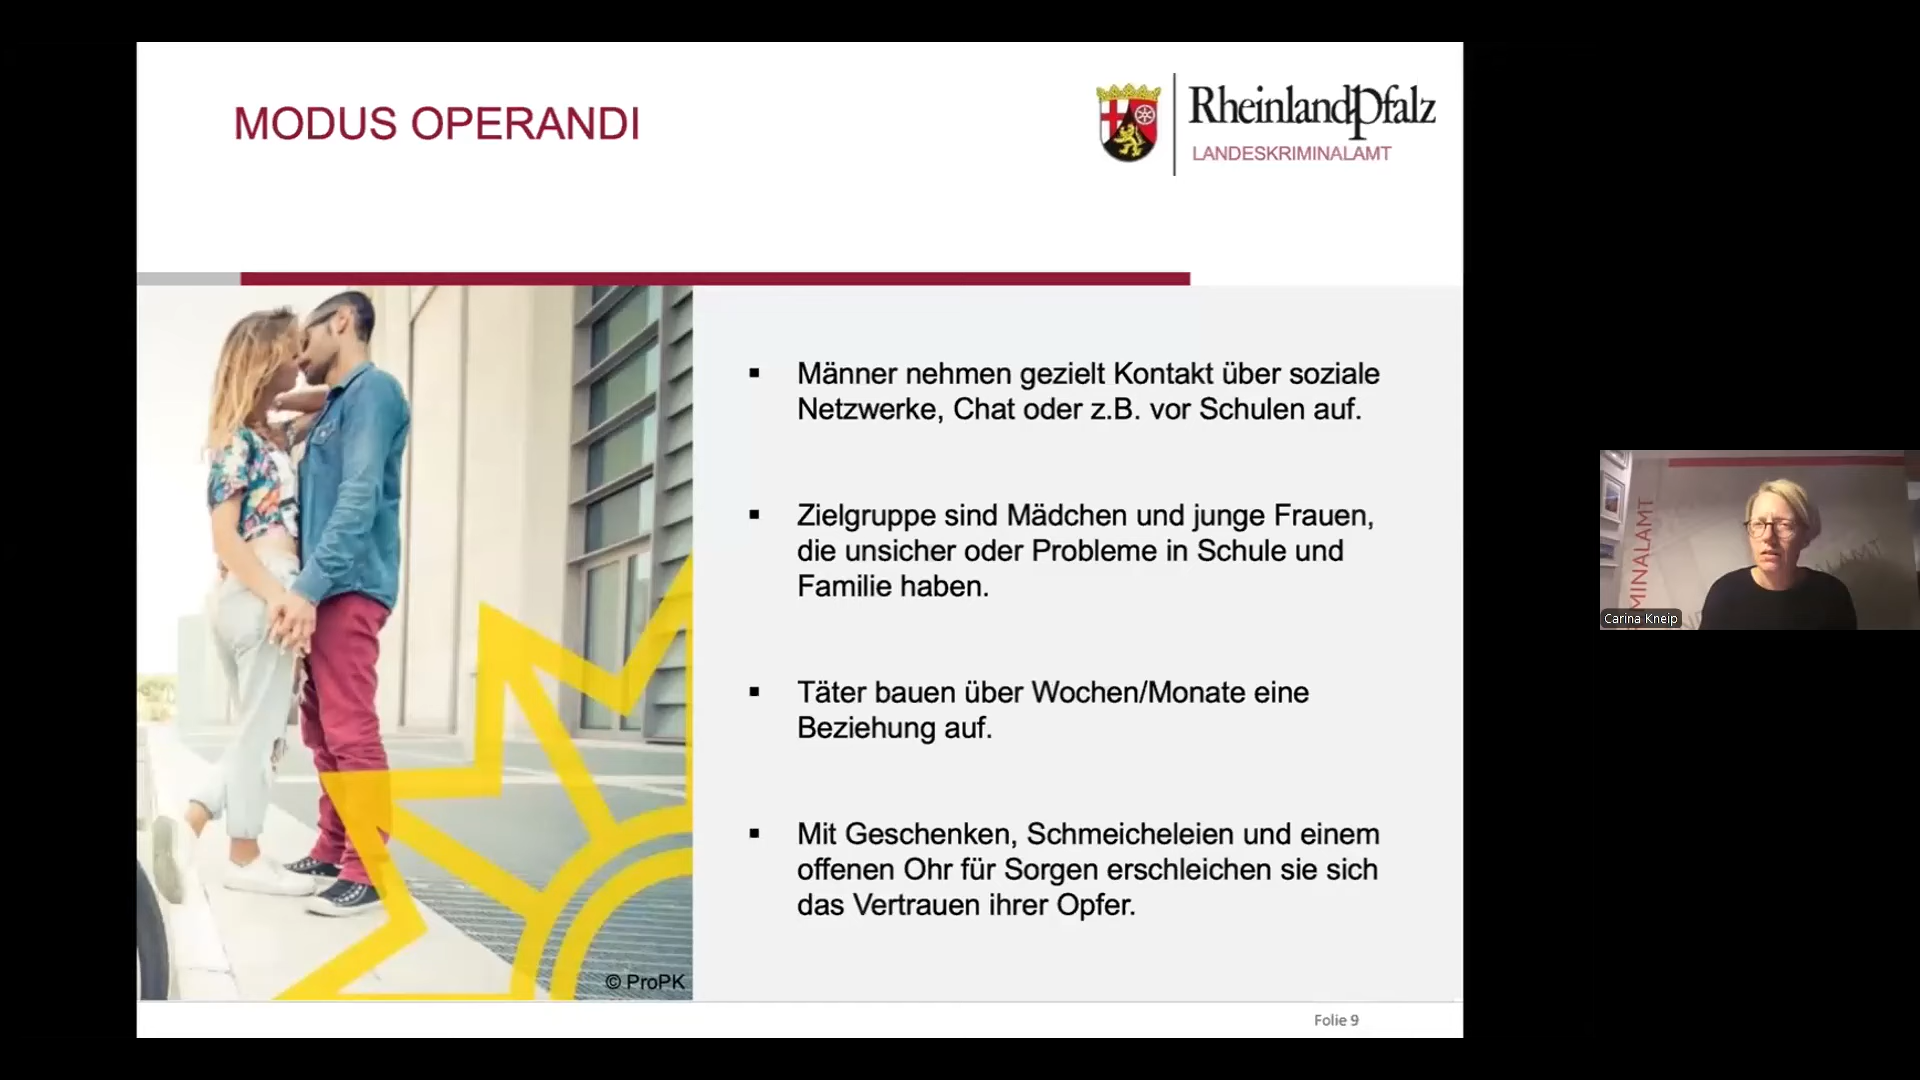 MODUS OPERANDI
RheinlandPfalz
LANDESKRIMINALAMT
▪ Männer nehmen gezielt Kontakt über soziale
Netzwerke, Chat oder z.B. vor Schulen auf.
▪ Zielgruppe sind Mädchen und junge Frauen,
die unsicher oder Probleme in Schule und
Familie haben.
▪ Täter bauen über Wochen/Monate eine
Beziehung auf.
▪ Mit Geschenken, Schmeicheleien und einem
offenen Ohr für Sorgen erschleichen sie sich
das Vertrauen ihrer Opfer.
© ProPK
Folie 9
MINALAMT
Carina Kneip